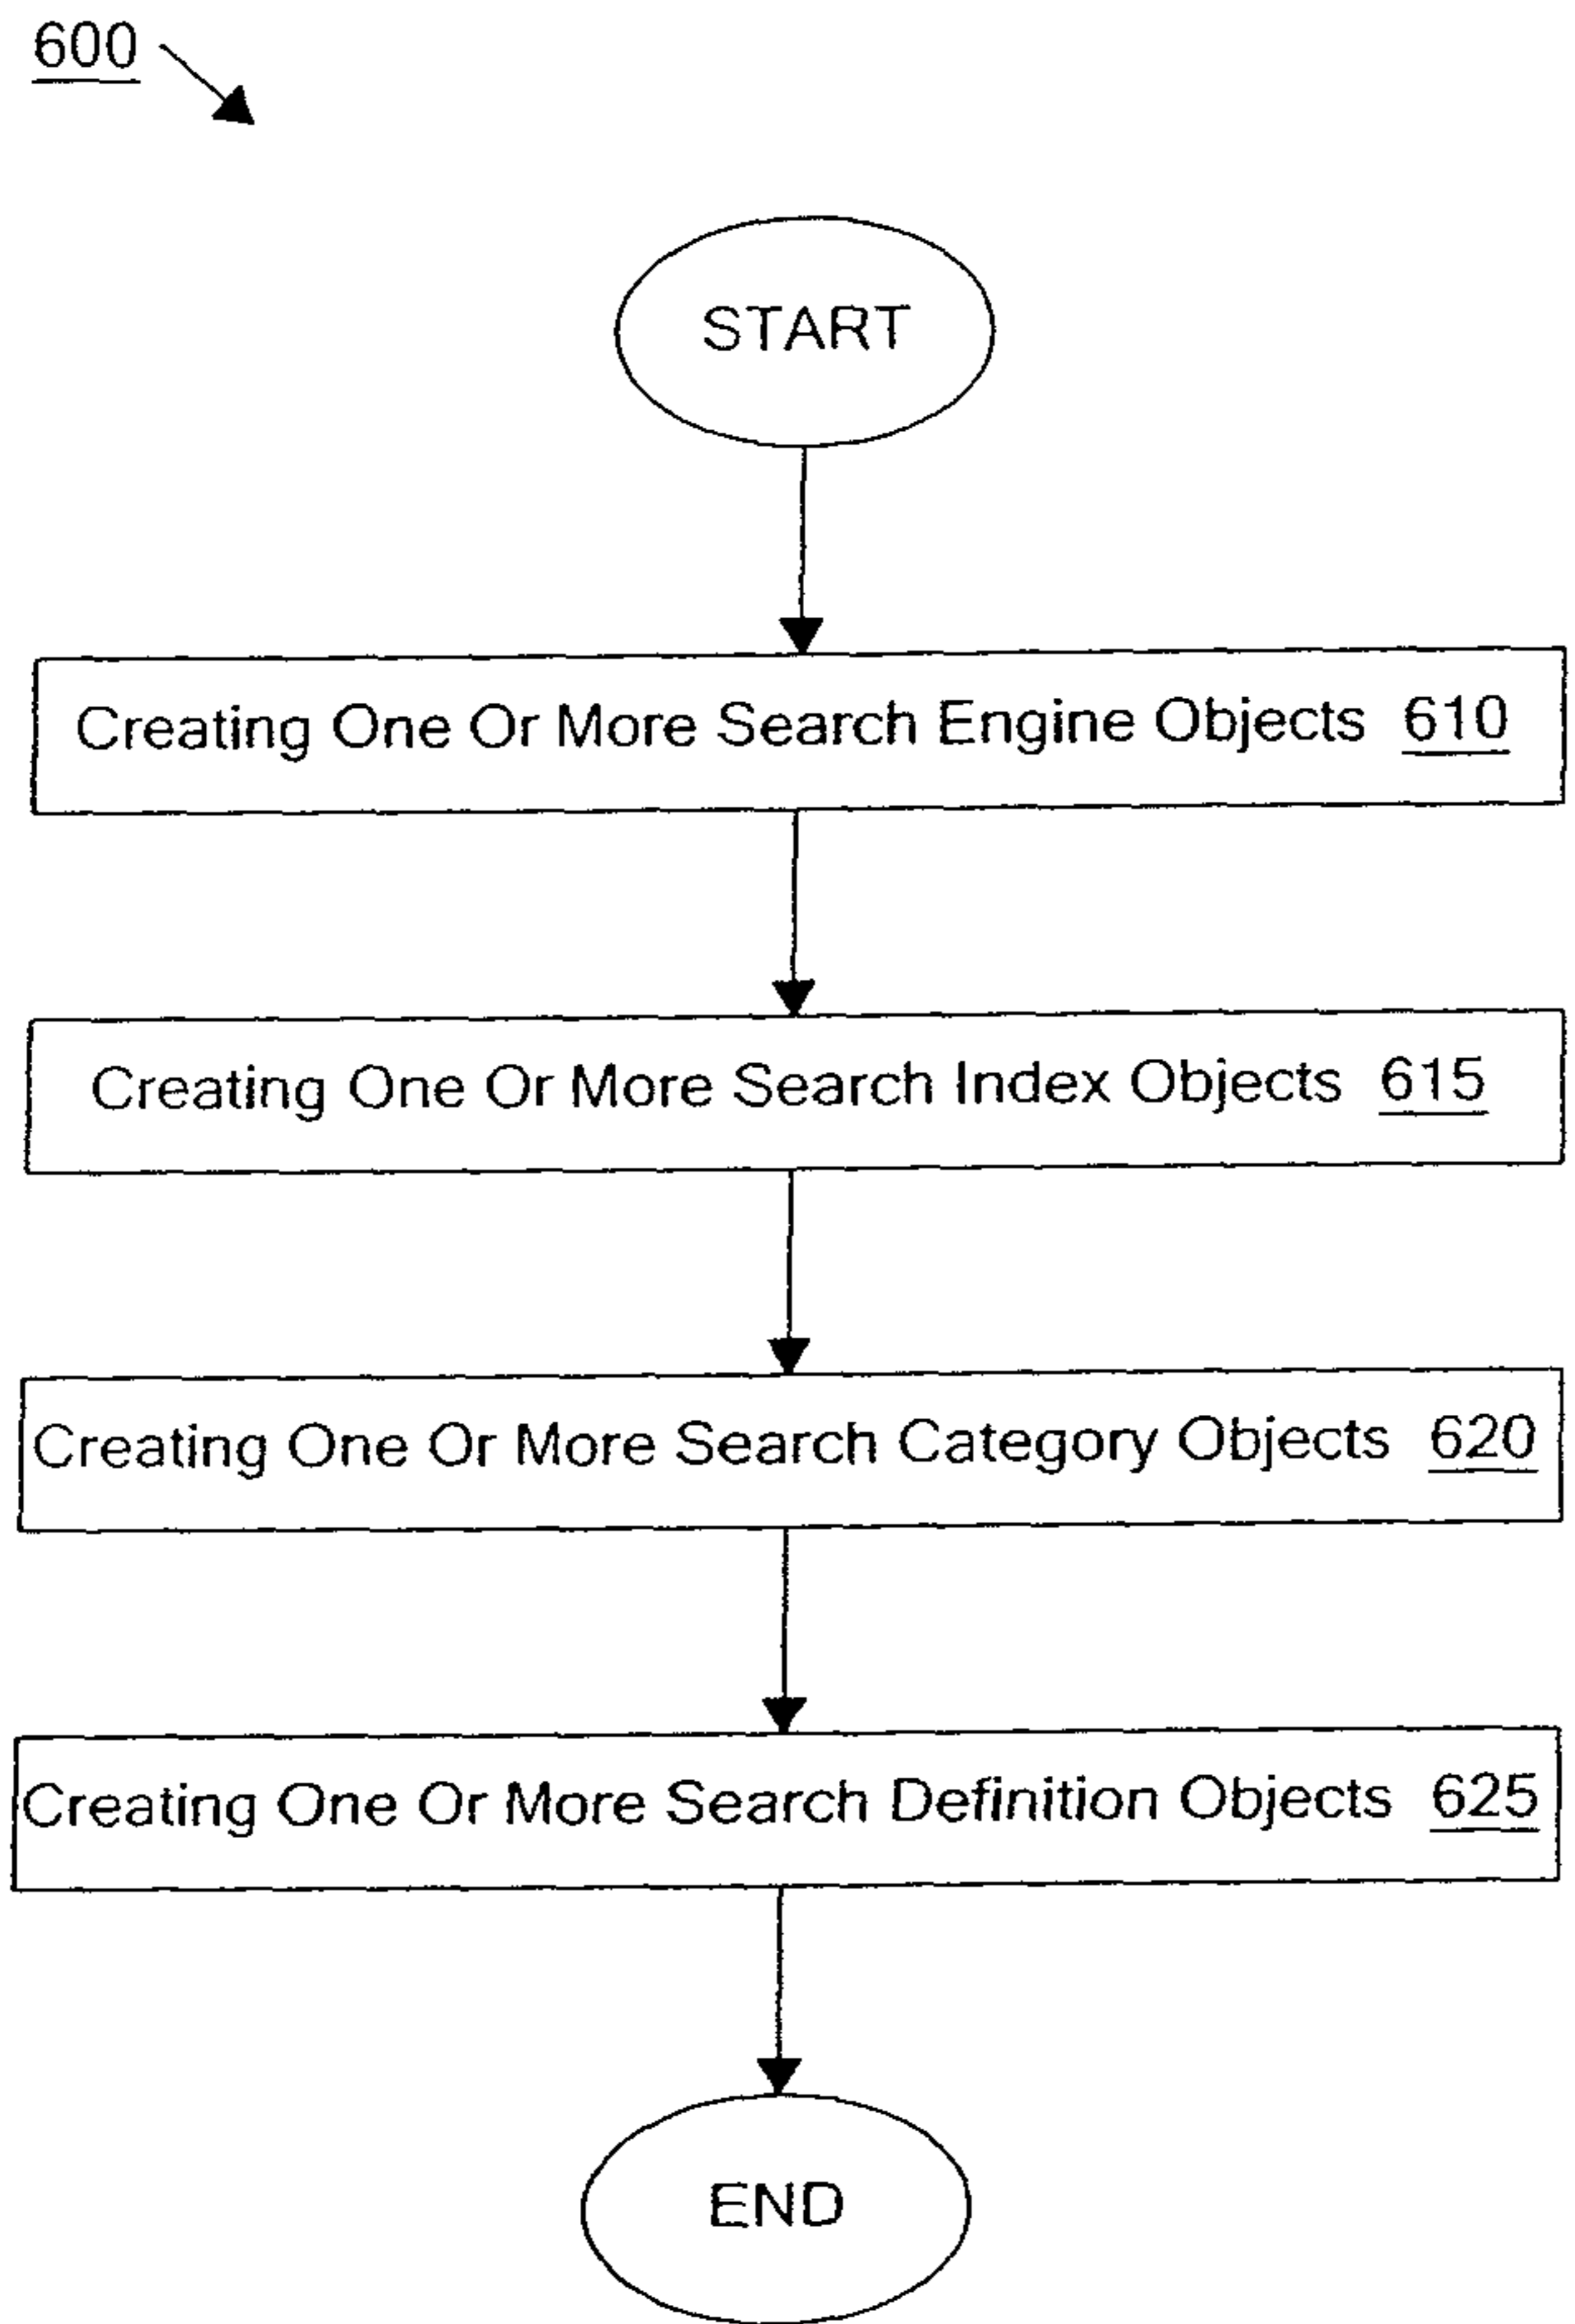 600
START
Creating One Or More Search Engine Objects 610
Creating One Or More Search Index Objects 615
Creating One Or More Search Category Objects 620
Creating One Or More Search Definition Objects 625
END